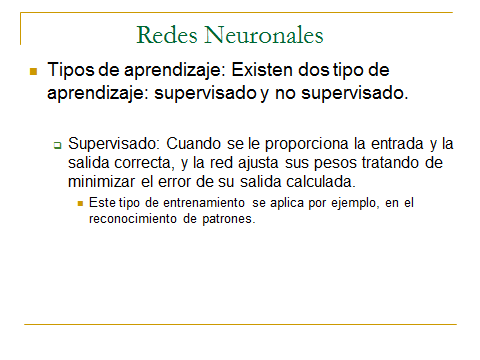 Redes Neuronales
Tipos de aprendizaje: Existen dos tipo de
aprendizaje: supervisado y no supervisado.
Supervisado: Cuando se le proporciona la entrada y la
salida correcta, y la red ajusta sus pesos tratando de
minimizar el error de su salida calculada.
Este tipo de entrenamiento se aplica por ejemplo, en el
reconocimiento de patrones.